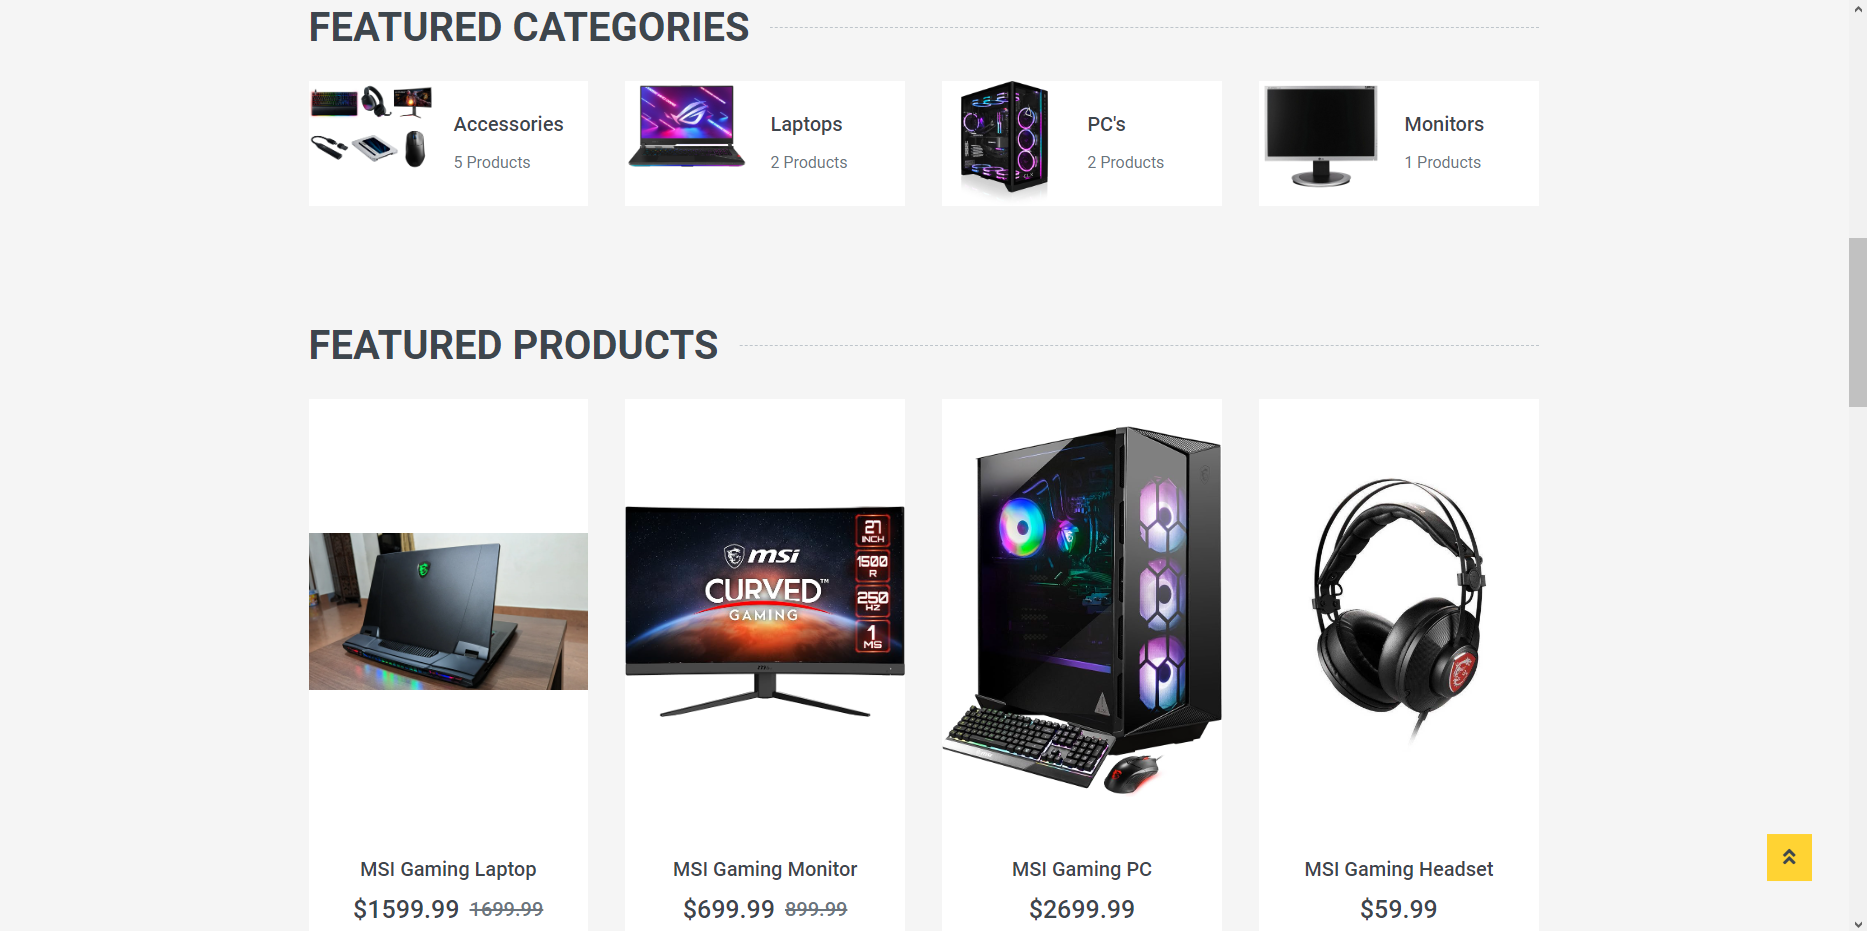 FEATURED CATEGORIES
Accessories
5 Products
Laptops
2 Products
PC's
2 Products
Monitors
1 Products
FEATURED PRODUCTS
msi
CURVED™
GAMING
27
INCH
1500
R
250
HZ
1
MS
MSI Gaming Laptop
$1599.99 1699.99
MSI Gaming Monitor
$699.99 899.99
MSI Gaming PC
$2699.99
MSI Gaming Headset
$59.99